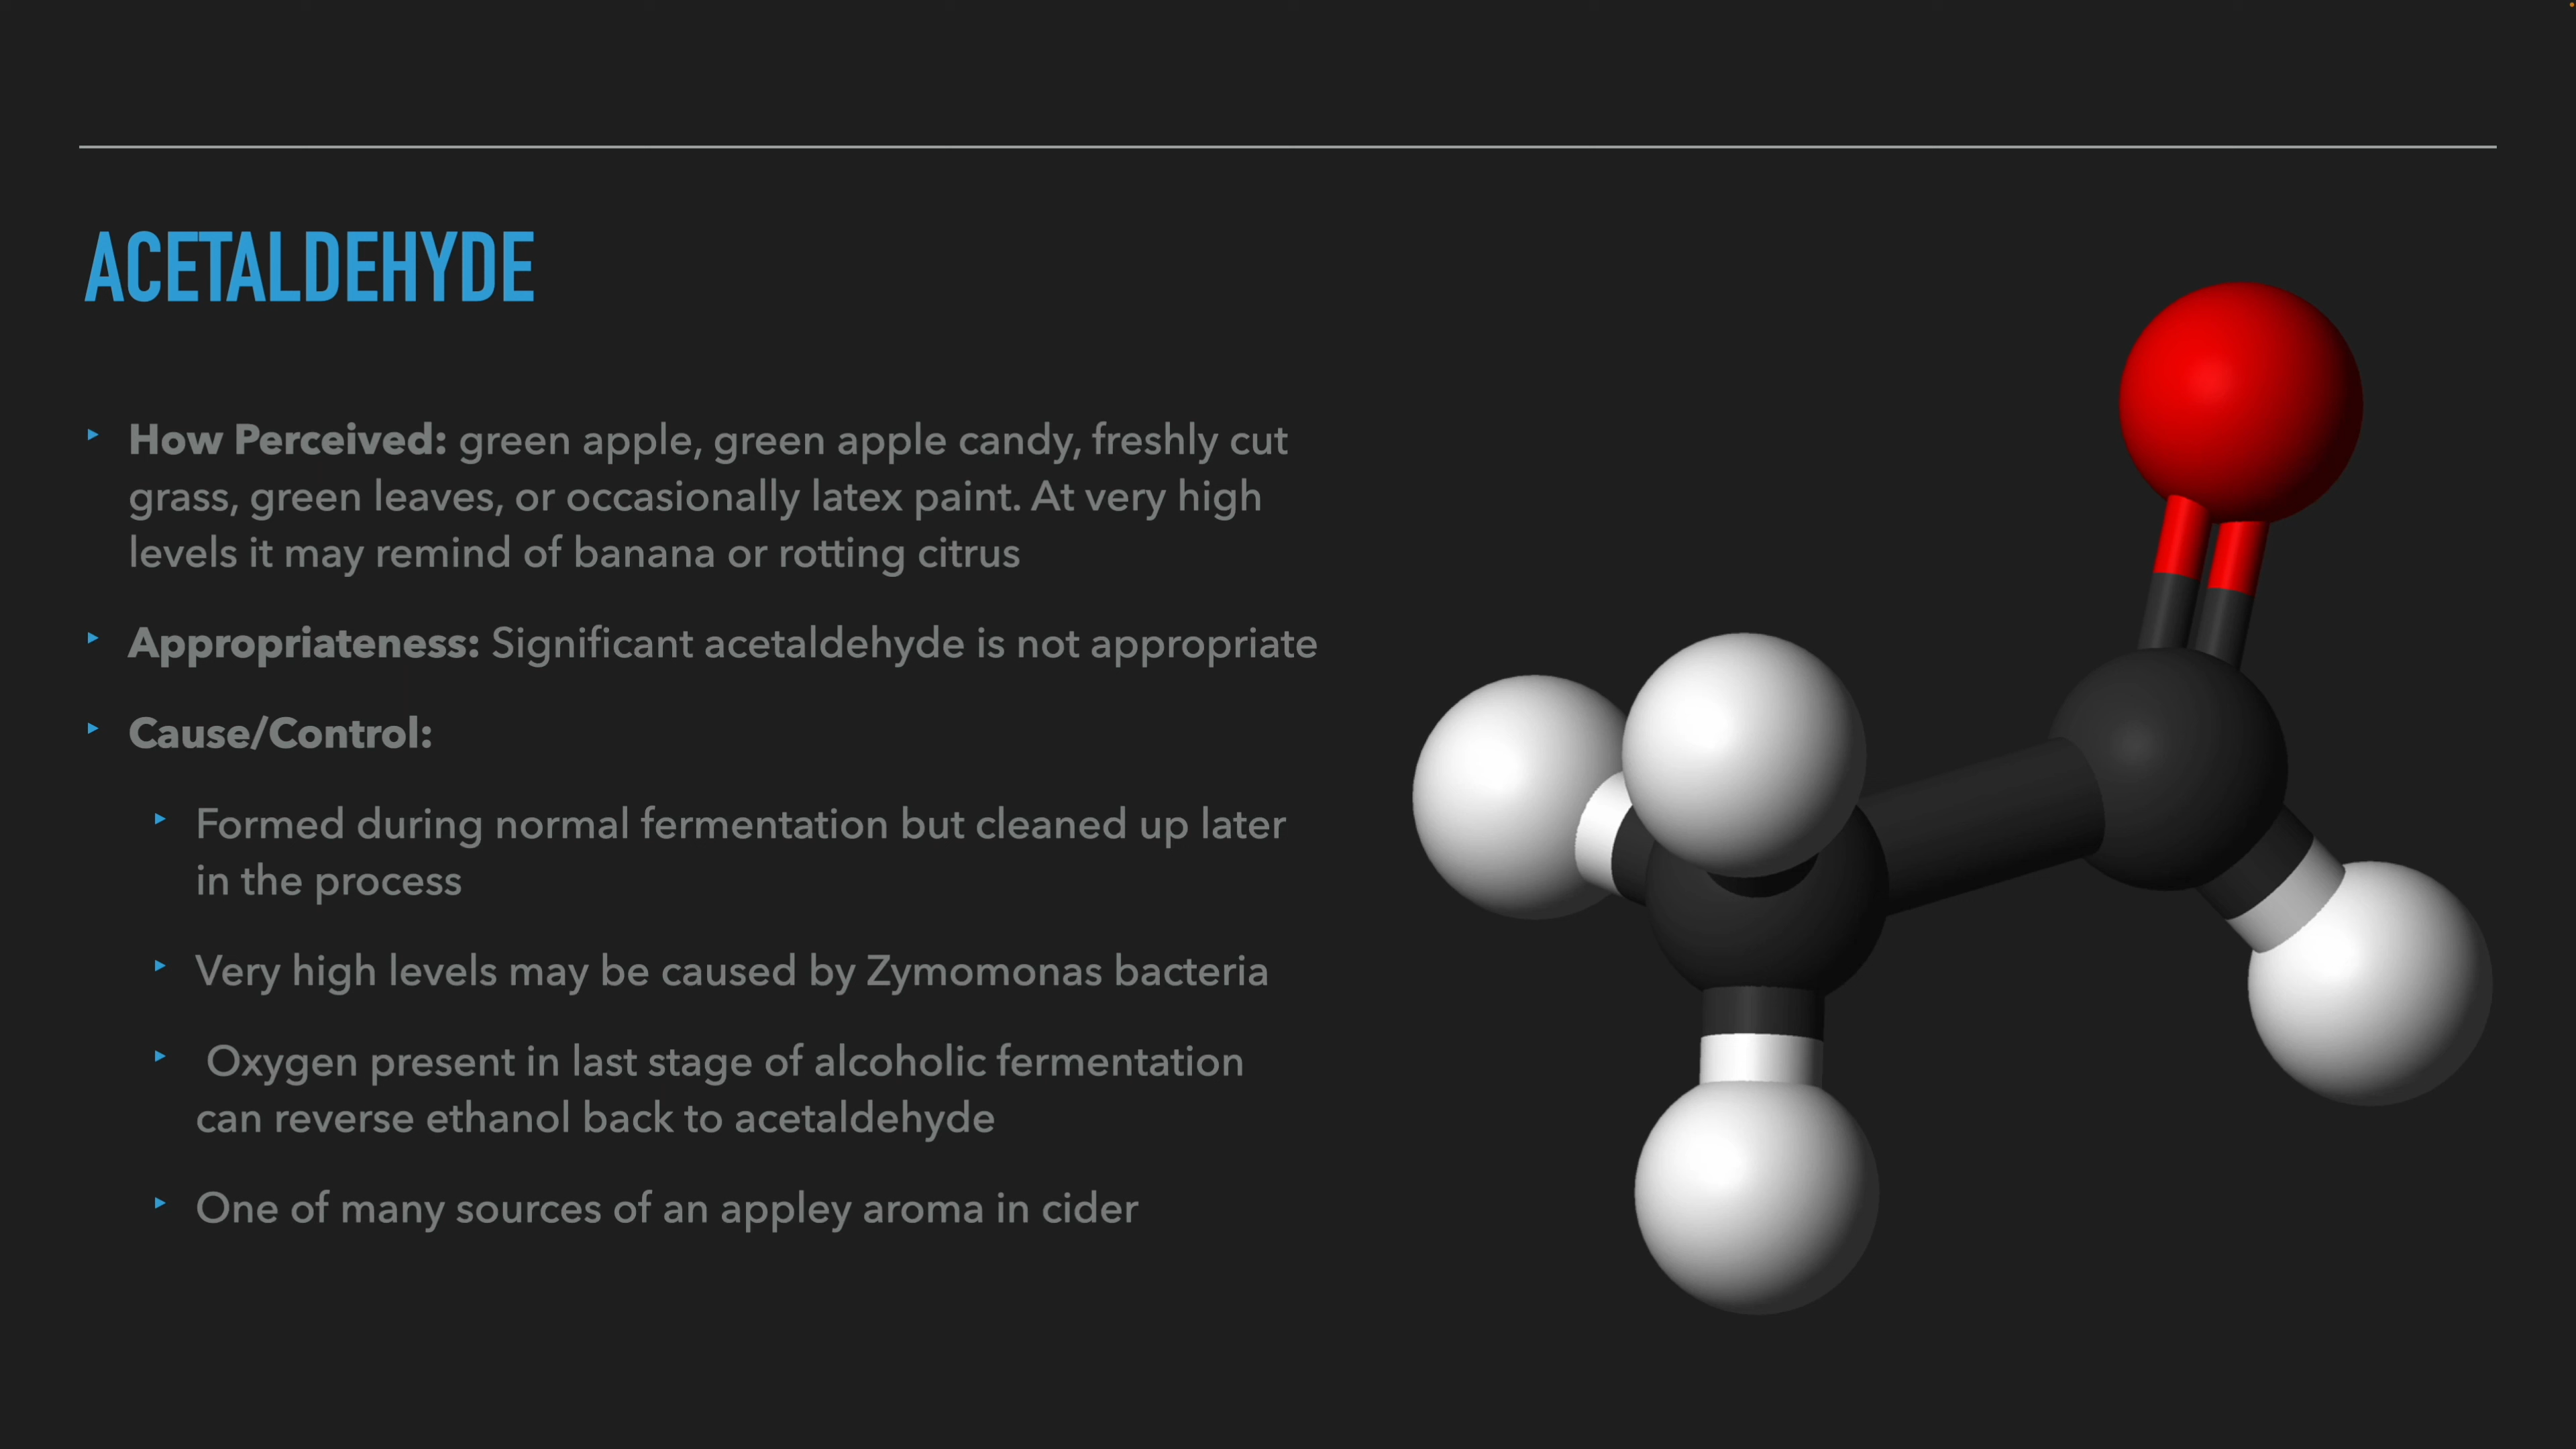 ACETALDEHYDE
‣ How Perceived: green apple, green apple candy, freshly cut
grass, green leaves, or occasionally latex paint. At very high
levels it may remind of banana or rotting citrus
‣ Appropriateness: Significant acetaldehyde is not appropriate
‣ Cause/Control:
‣ Formed during normal fermentation but cleaned up later
in the process
‣ Very high levels may be caused by Zymomonas bacteria
‣ Oxygen present in last stage of alcoholic fermentation
can reverse ethanol back to acetaldehyde
‣ One of many sources of an appley aroma in cider